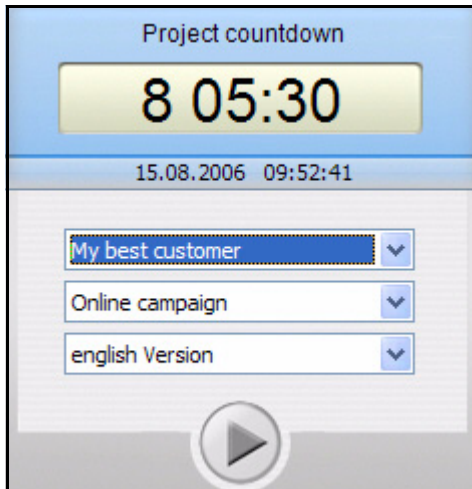 Project countdown
8 05:30
15.08.2006 09:52:41
My best customer
Online campaign
english Version